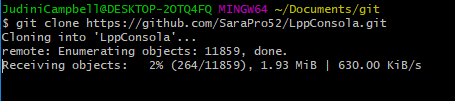 JudiniCampbell@DESKTOP-2OTQ4FQ MINGW64 ~/Documents/git
$ git clone https://github.com/SaraPro52/LppConsola.git
Cloning into 'LppConsola'...
remote: Enumerating objects: 11859, done.
Receiving objects:   2% (264/11859), 1.93 MiB | 630.00 KiB/s